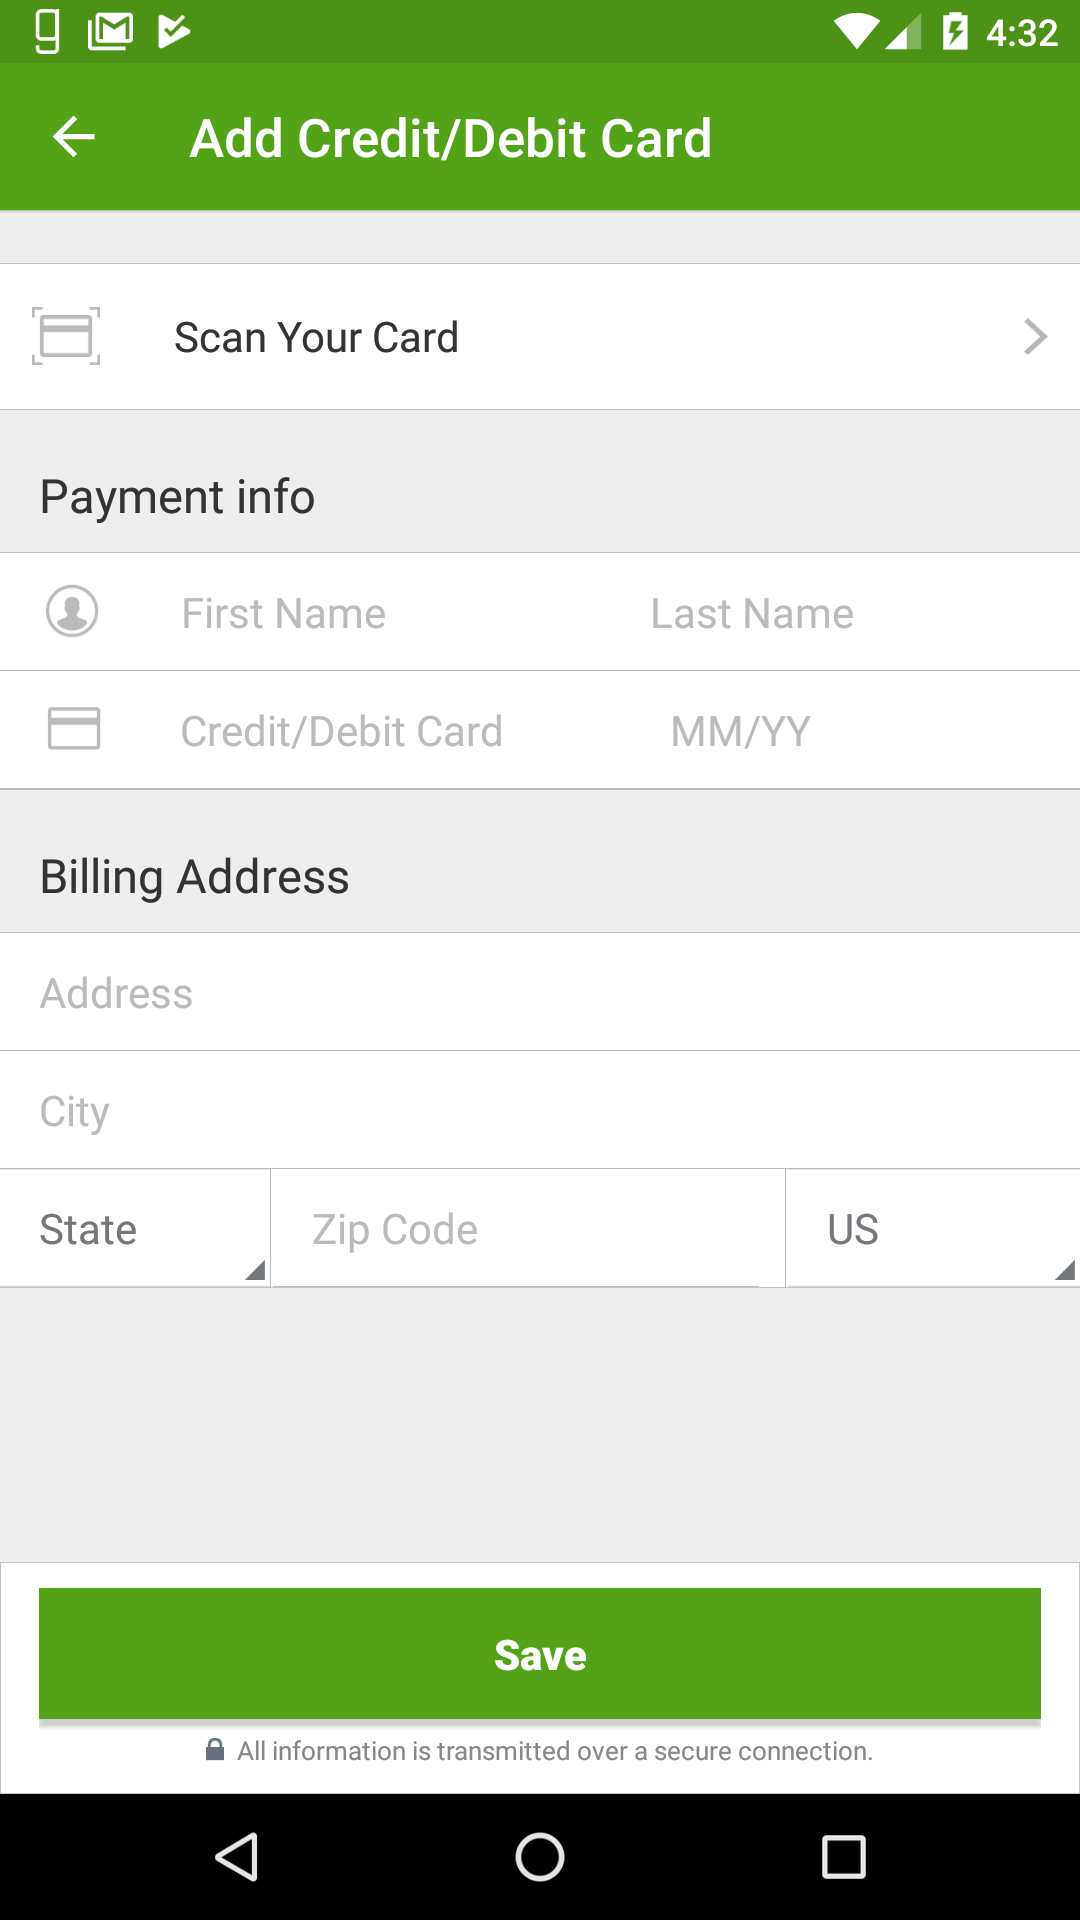 4:32
Add Credit/Debit Card
Scan Your Card
Payment info
First Name Last Name
Credit/Debit Card MM/YY
Billing Address
Address
City
State Zip Code US
Save
All information is transmitted over a secure connection.